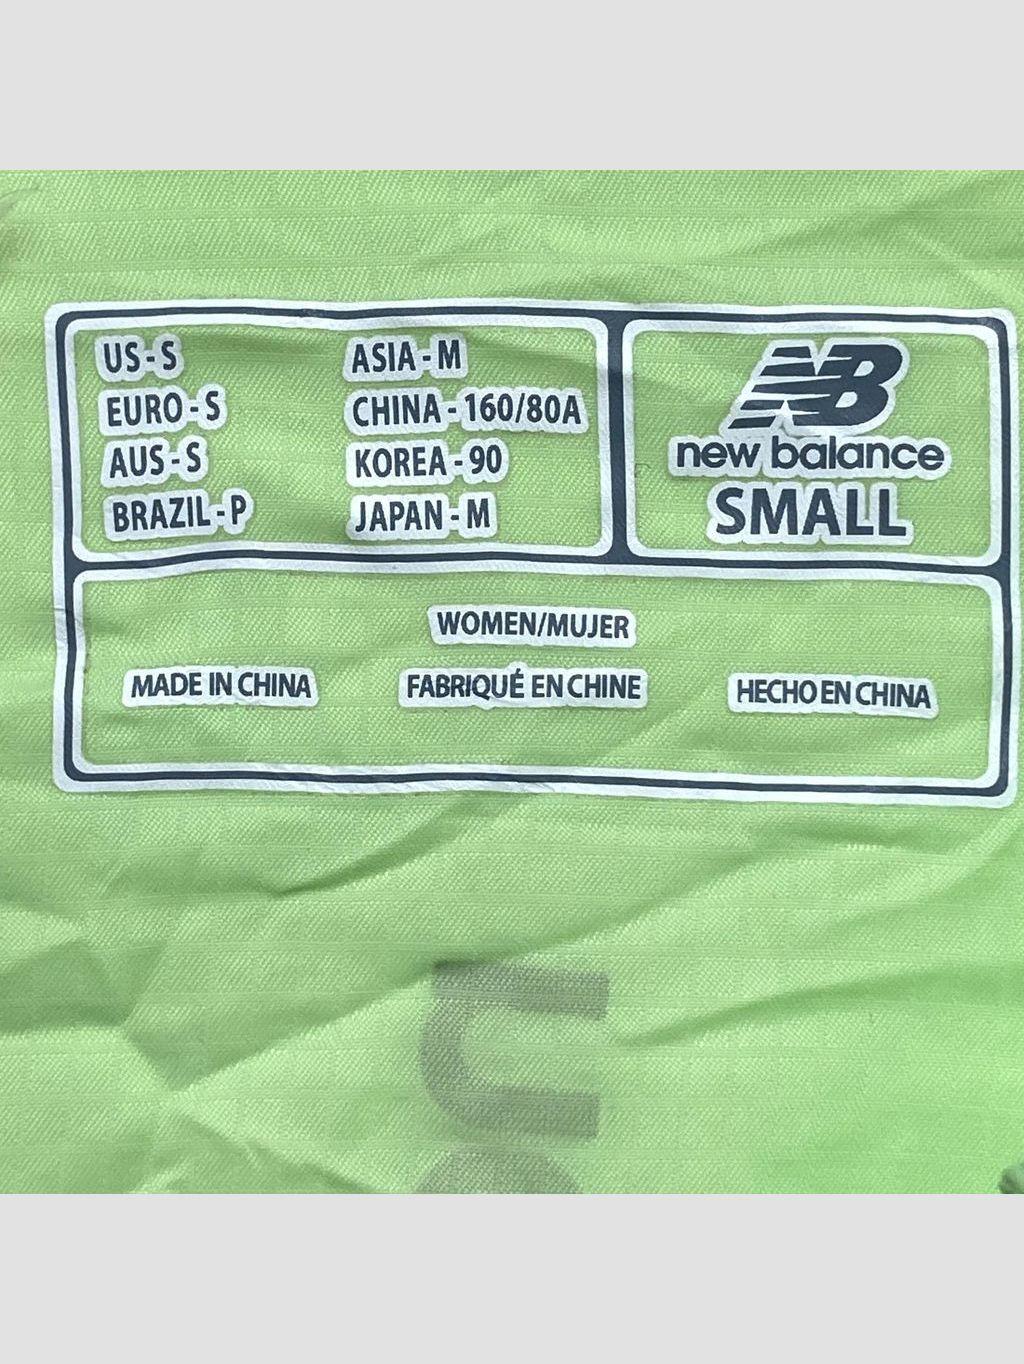 US-S
EURO-S
AUS-S
BRAZIL-P
ASIA-M
CHINA-160/80A
KOREA-90
JAPAN-M
NB
new balance
SMALL
WOMEN/MUJER
MADE IN CHINA
FABRIQUÉ EN CHINE
HECHO EN CHINA